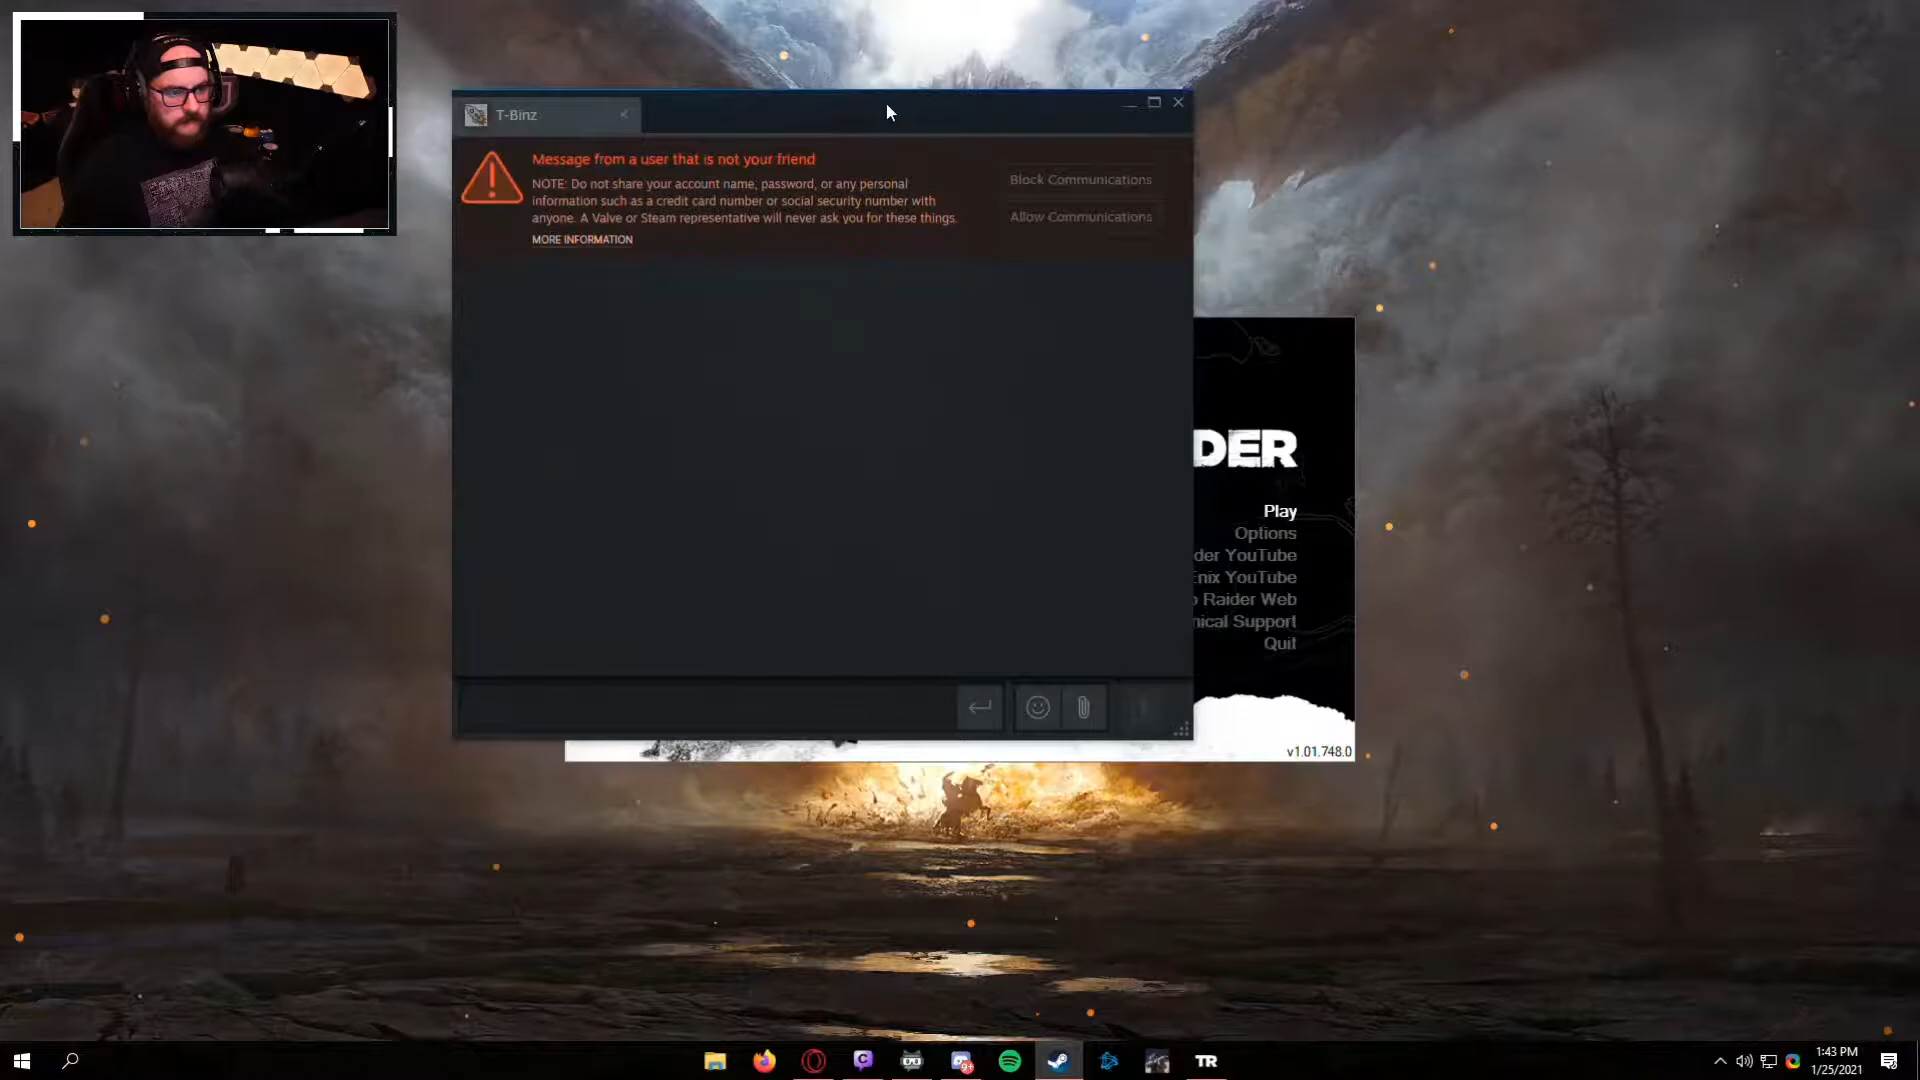 T-Binz
Message from a user that is not your friend
NOTE: Do not share your account name, password, or any personal
information such as a credit card number or social security number with
anyone. A Valve or Steam representative will never ask you for these things.
MORE INFORMATION
Block Communications
Allow Communications
DER
Play
Options
der YouTube
Enix YouTube
Raider Web
nical Support
Quit
v1.01.748.0
9+
TR
1:43 PM
1/25/2021